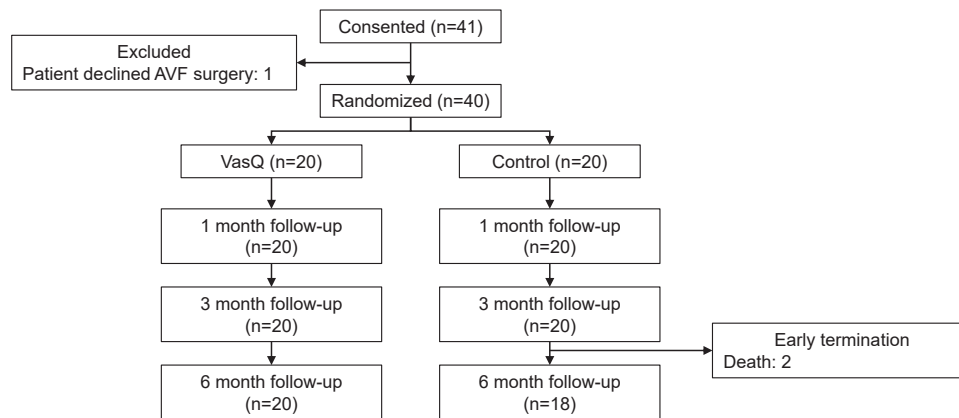 Consented (n=41)
Excluded
Patient declined AVF surgery: 1
Randomized (n=40)
VasQ (n=20)
Control (n=20)
1 month follow-up
(n=20)
1 month follow-up
(n=20)
3 month follow-up
(n=20)
3 month follow-up
(n=20)
Early termination
Death: 2
6 month follow-up
(n=20)
6 month follow-up
(n=18)